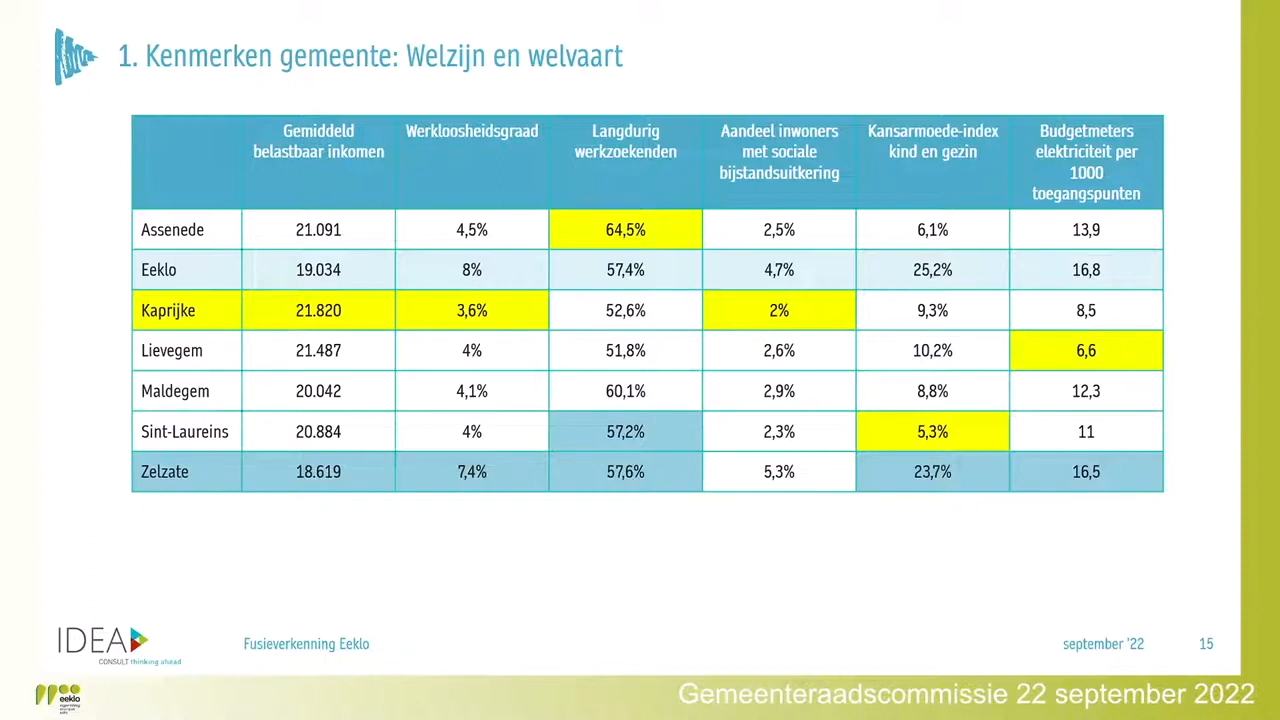 1. Kenmerken gemeente: Welzijn en welvaart
Gemiddeld belastbaar inkomen Werkloosheidsgraad Langdurig werkzoekenden Aandeel inwoners met sociale bijstandsuitkering Kansarmoede-index kind en gezin Budgetmeters elektriciteit per 1000 toegangspunten
Assenede 21.091 4,5% 64,5% 2,5% 6,1% 13,9
Eeklo 19.034 8% 57,4% 4,7% 25,2% 16,8
Kaprijke 21.820 3,6% 52,6% 2% 9,3% 8,5
Lievegem 21.487 4% 51,8% 2,6% 10,2% 6,6
Maldegem 20.042 4,1% 60,1% 2,9% 8,8% 12,3
Sint-Laureins 20.884 4% 57,2% 2,3% 5,3% 11
Zelzate 18.619 7,4% 57,6% 5,3% 23,7% 16,5
IDEA
CONSULT thinking ahead
Fusieverkenning Eeklo
september '22
15
eeklo
Gemeenteraadscommissie 22 september 2022